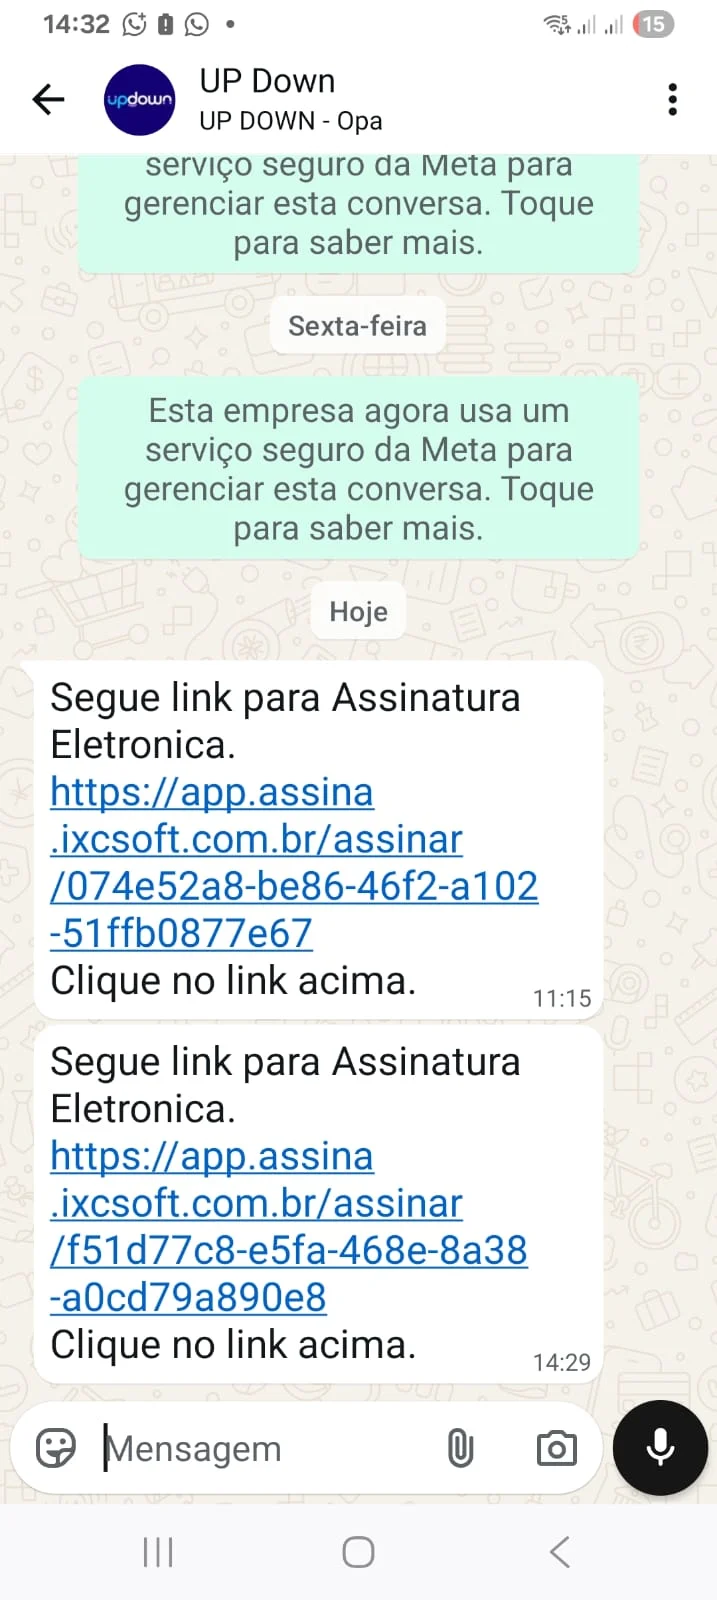 14:32
15
updown
UP Down
UP DOWN - Opa
serviço seguro da Meta para
gerenciar esta conversa. Toque
para saber mais.
Sexta-feira
Esta empresa agora usa um
serviço seguro da Meta para
gerenciar esta conversa. Toque
para saber mais.
Hoje
Segue link para Assinatura
Eletronica.
https://app.assina
.ixcsoft.com.br/assinar
/074e52a8-be86-46f2-a102
-51ffb0877e67
Clique no link acima.
11:15
Segue link para Assinatura
Eletronica.
https://app.assina
.ixcsoft.com.br/assinar
/f51d77c8-e5fa-468e-8a38
-a0cd79a890e8
Clique no link acima.
14:29
Mensagem